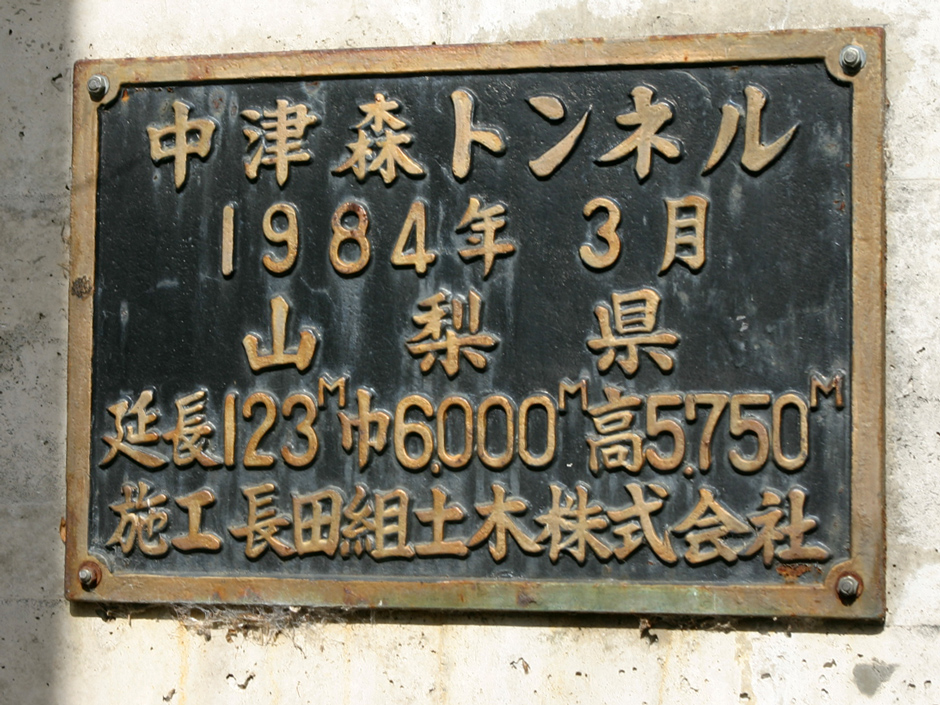 中津森トンネル
1984年 3月
山梨県
延長123M巾6.000M高5.750M
施工長田組土木株式会社